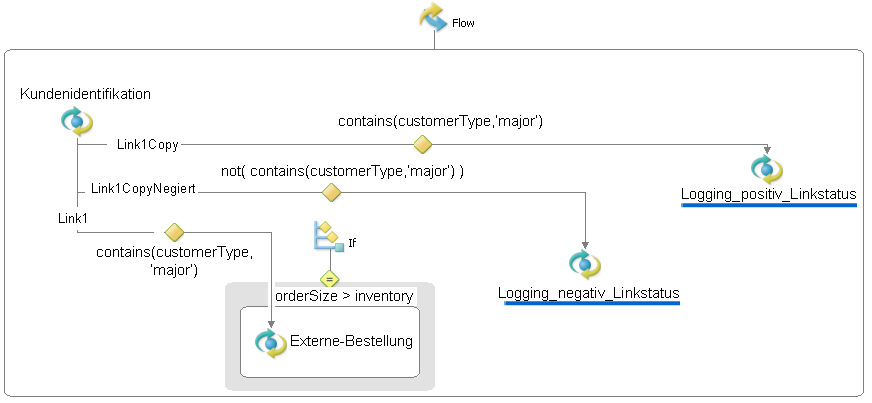 Flow
Kundenidentifikation
contains(customerType,'major')
Link1Copy
not( contains(customerType,'major') )
Link1CopyNegiert
Logging_positiv_Linkstatus
Link1
contains(customerType,
'major')
If
=
orderSize > inventory
Logging_negativ_Linkstatus
Externe-Bestellung